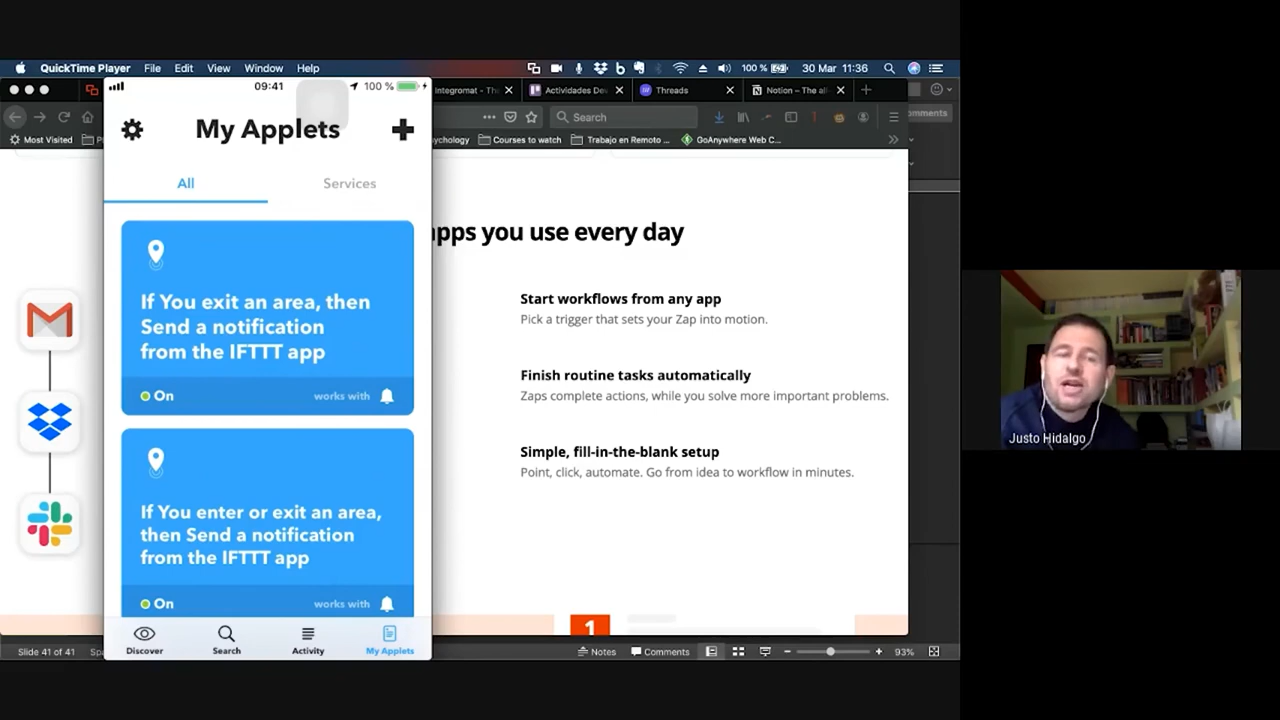 QuickTime Player File Edit View Window Help
100 % 30 Mar 11:36
09:41 100 %
Integromat - Th
Actividades De
Threads
Notion – The all-
My Applets
Search
Most Visited
ychology
Courses to watch
Trabajo en Remoto ...
GoAnywhere Web C...
omments
All
Services
apps you use every day
If You exit an area, then
Send a notification
from the IFTTT app
On
works with
Start workflows from any app
Pick a trigger that sets your Zap into motion.
Finish routine tasks automatically
Zaps complete actions, while you solve more important problems.
Simple, fill-in-the-blank setup
Point, click, automate. Go from idea to workflow in minutes.
If You enter or exit an area,
then Send a notification
from the IFTTT app
On
works with
Discover
Search
Activity
My Applets
1
Slide 41 of 41
Notes
Comments
93%
Justo Hidalgo